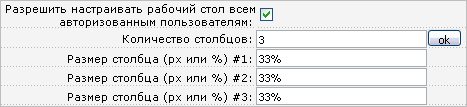 Разрешить настраивать рабочий стол всем
авторизованным пользователям:
Количество столбцов: 3 ok
Размер столбца (px или %) #1: 33%
Размер столбца (px или %) #2: 33%
Размер столбца (px или %) #3: 33%